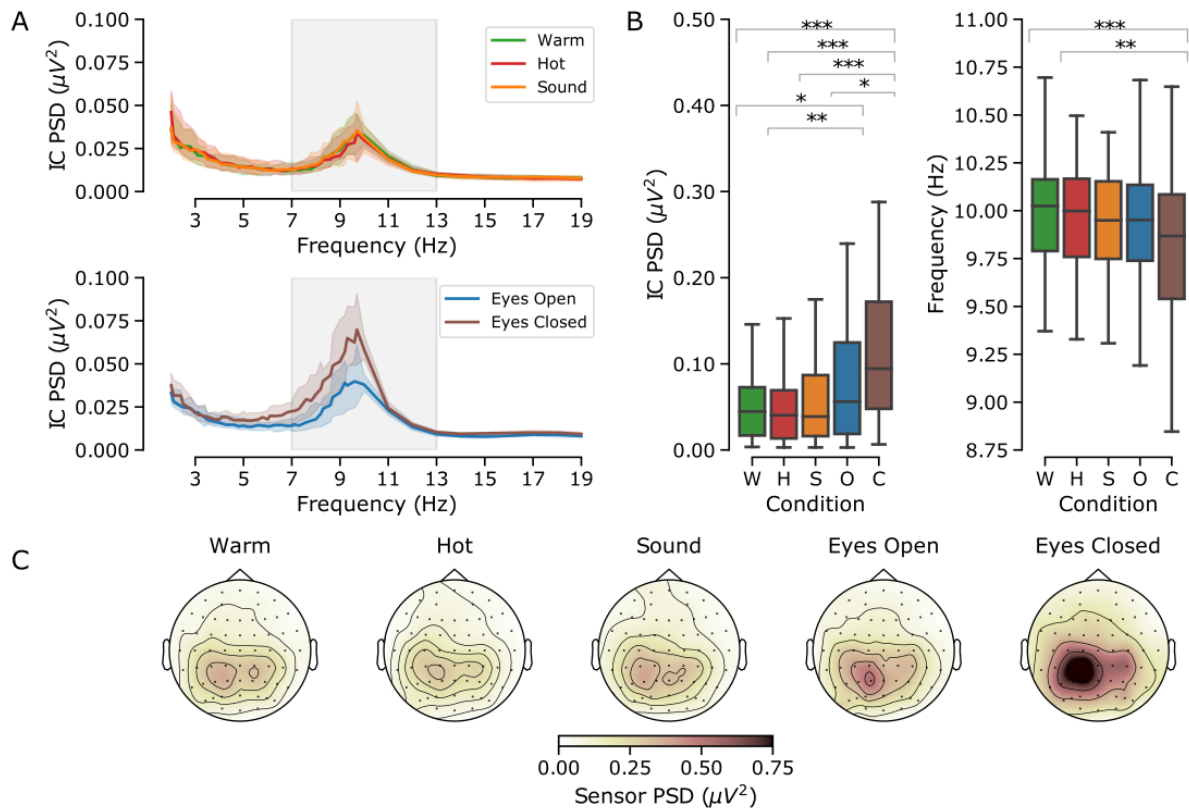 A
IC PSD (μV²)
0.100
0.075
0.050
0.025
0.000
Warm
Hot
Sound
3 5 7 9 11 13 15 17 19
Frequency (Hz)
IC PSD (μV²)
0.100
0.075
0.050
0.025
0.000
Eyes Open
Eyes Closed
3 5 7 9 11 13 15 17 19
Frequency (Hz)
B
IC PSD (μV²)
0.50
0.40
0.30
0.20
0.10
0.00
***
***
***
*
*
**
W H S O C
Condition
Frequency (Hz)
11.00
10.75
10.50
10.25
10.00
9.75
9.50
9.25
9.00
8.75
***
**
W H S O C
Condition
C
Warm
Hot
Sound
Eyes Open
Eyes Closed
0.00 0.25 0.50 0.75
Sensor PSD (μV²)